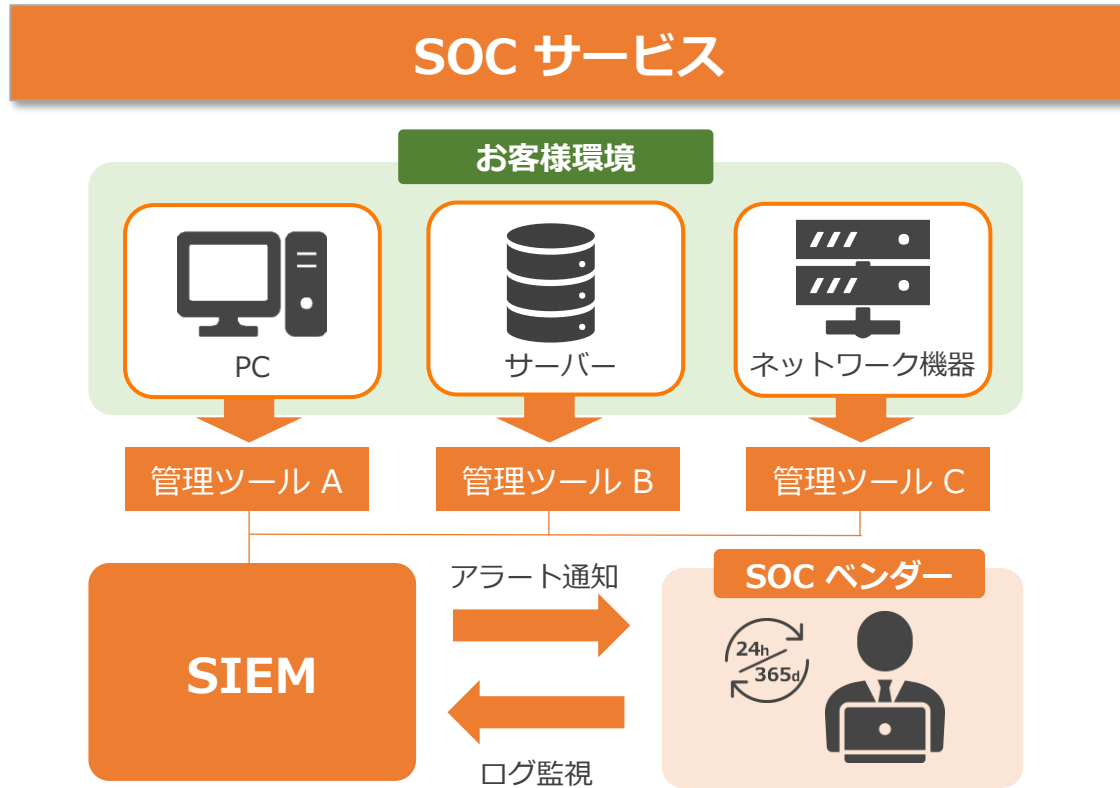 SOC サービス
お客様環境
PC
サーバー
ネットワーク機器
管理ツール A
管理ツール B
管理ツール C
アラート通知
SOC ベンダー
SIEM
24h
365d
ログ監視